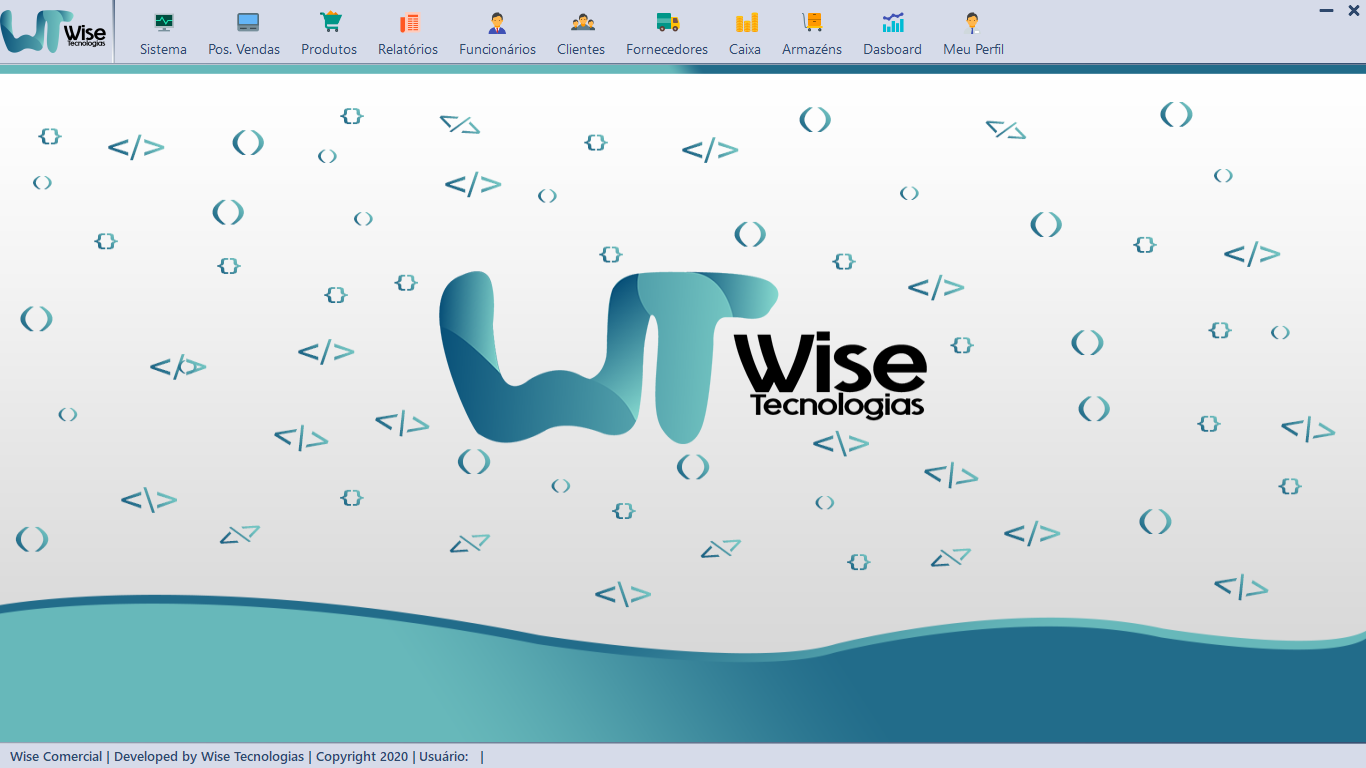 Wise
Tecnologias
Sistema Pos. Vendas Produtos Relatórios Funcionários Clientes Fornecedores Caixa Armazéns Dasboard Meu Perfil
Wise
Tecnologias
Wise Comercial | Developed by Wise Tecnologias | Copyright 2020 | Usuário: |